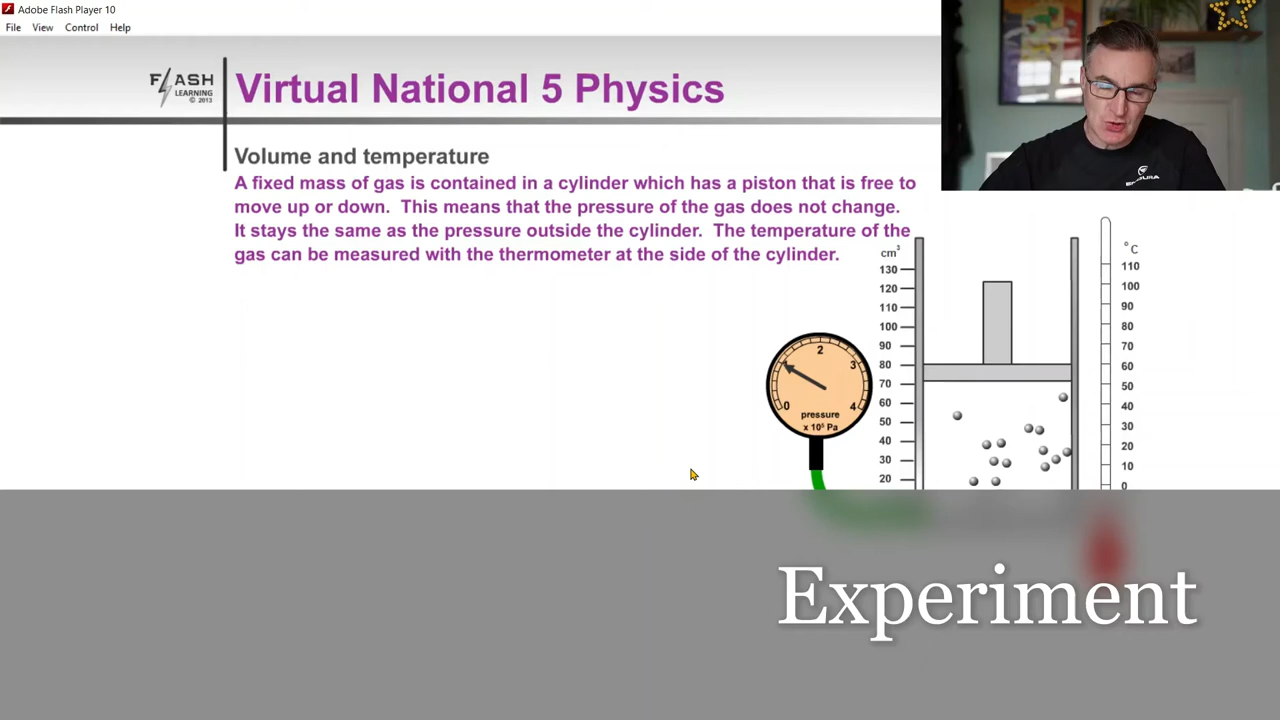 Adobe Flash Player 10
File View Control Help
FLASH
LEARNING
© 2013
Virtual National 5 Physics
Volume and temperature
A fixed mass of gas is contained in a cylinder which has a piston that is free to
move up or down. This means that the pressure of the gas does not change.
It stays the same as the pressure outside the cylinder. The temperature of the
gas can be measured with the thermometer at the side of the cylinder.
cm³
130
120
110
100
90
80
70
60
50
40
30
20
°C
110
100
90
80
70
60
50
40
30
20
10
0
0
2
3
4
pressure
x 10⁵ Pa
ENDURA
Experiment